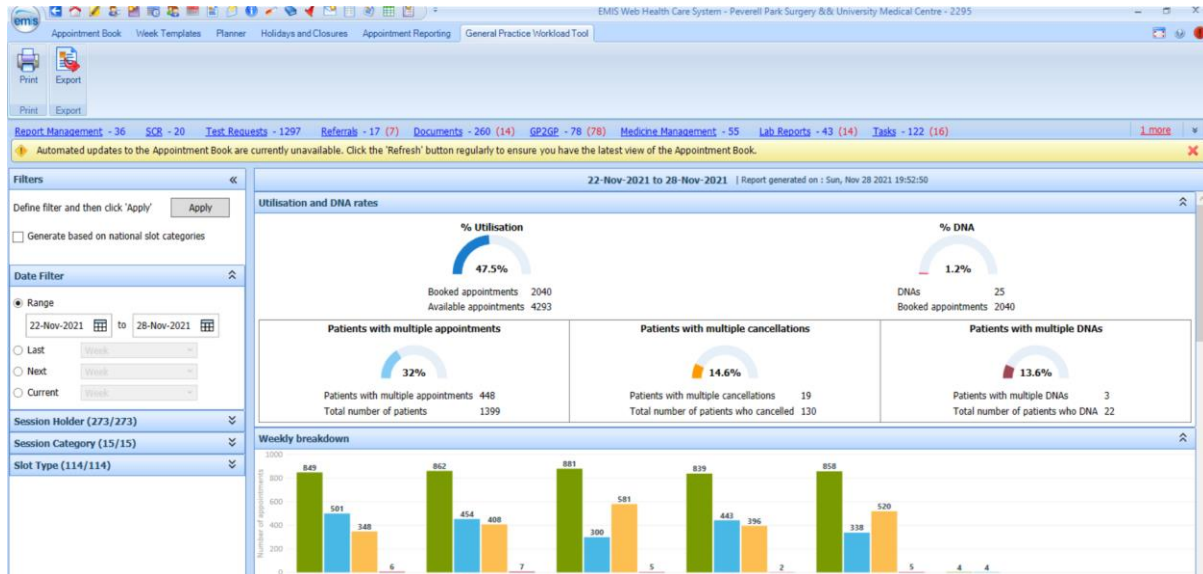 EMIS Web Health Care System - Peverell Park Surgery && University Medical Centre - 2295
emis
Appointment Book Week Templates Planner Holidays and Closures Appointment Reporting General Practice Workload Tool
Print Export
Print Export
Report Management - 36 SCR - 20 Test Requests - 1297 Referrals - 17 (7) Documents - 260 (14) GP2GP - 78 (78) Medicine Management - 55 Lab Reports - 43 (14) Tasks - 122 (16) 1 more
Automated updates to the Appointment Book are currently unavailable. Click the 'Refresh' button regularly to ensure you have the latest view of the Appointment Book.
Filters
Define filter and then click 'Apply' Apply
Generate based on national slot categories
Date Filter
Range
22-Nov-2021 to 28-Nov-2021
Last Week
Next Week
Current Week
Session Holder (273/273)
Session Category (15/15)
Slot Type (114/114)
22-Nov-2021 to 28-Nov-2021 | Report generated on : Sun, Nov 28 2021 19:52:50
Utilisation and DNA rates
% Utilisation
47.5%
Booked appointments 2040
Available appointments 4293
% DNA
1.2%
DNAs 25
Booked appointments 2040
Patients with multiple appointments
32%
Patients with multiple appointments 448
Total number of patients 1399
Patients with multiple cancellations
14.6%
Patients with multiple cancellations 19
Total number of patients who cancelled 130
Patients with multiple DNAs
13.6%
Patients with multiple DNAs 3
Total number of patients who DNA 22
Weekly breakdown
Number of appointments
1000
800
600
400
200
0
849 501 348 6
862 454 408 7
881 300 581 5
839 443 396 2
858 338 520 5
4 4